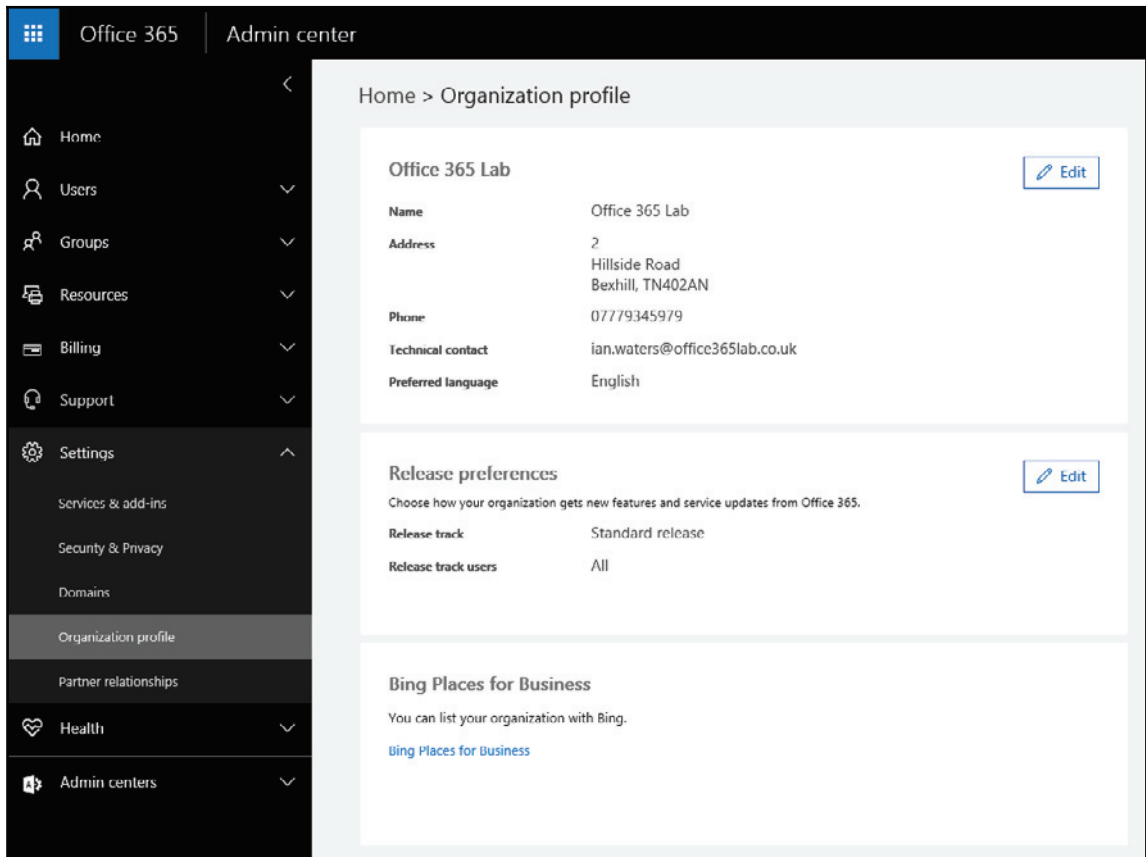 Office 365 Admin center
Home
Users
Groups
Resources
Billing
Support
Settings
Services & add-ins
Security & Privacy
Domains
Organization profile
Partner relationships
Health
Admin centers
Home > Organization profile
Office 365 Lab
Edit
Name Office 365 Lab
Address 2
Hillside Road
Bexhill, TN402AN
Phone 07779345979
Technical contact ian.waters@office365lab.co.uk
Preferred language English
Release preferences
Edit
Choose how your organization gets new features and service updates from Office 365.
Release track Standard release
Release track users All
Bing Places for Business
You can list your organization with Bing.
Bing Places for Business